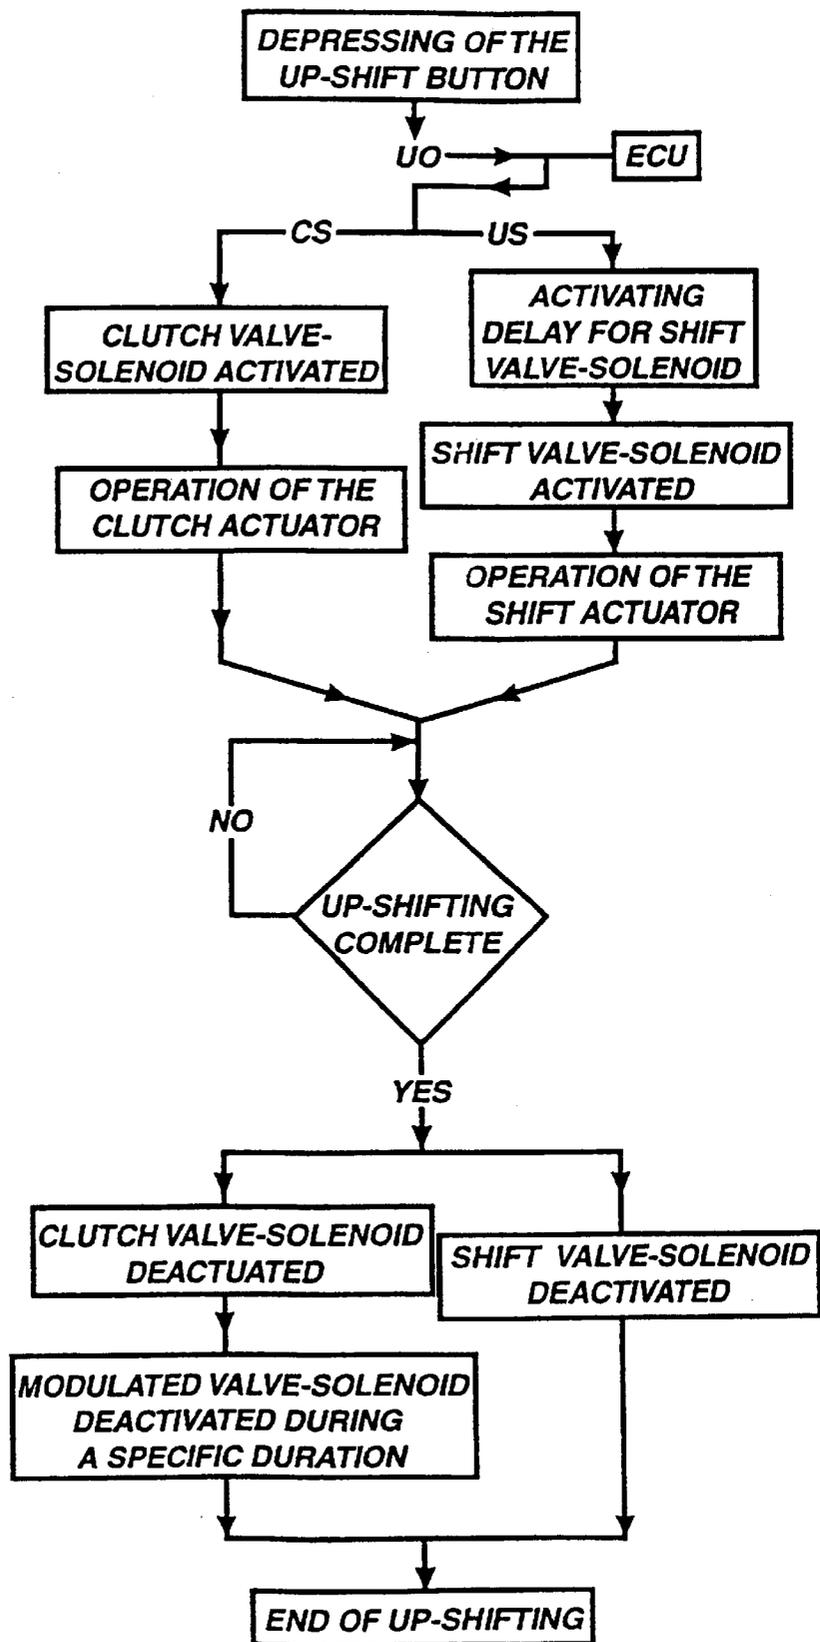 DEPRESSING OF THE
UP-SHIFT BUTTON
UO
ECU
CS
US
CLUTCH VALVE-
SOLENOID ACTIVATED
ACTIVATING
DELAY FOR SHIFT
VALVE-SOLENOID
OPERATION OF THE
CLUTCH ACTUATOR
SHIFT VALVE-SOLENOID
ACTIVATED
OPERATION OF THE
SHIFT ACTUATOR
NO
UP-SHIFTING
COMPLETE
YES
CLUTCH VALVE-SOLENOID
DEACTUATED
SHIFT VALVE-SOLENOID
DEACTIVATED
MODULATED VALVE-SOLENOID
DEACTIVATED DURING
A SPECIFIC DURATION
END OF UP-SHIFTING